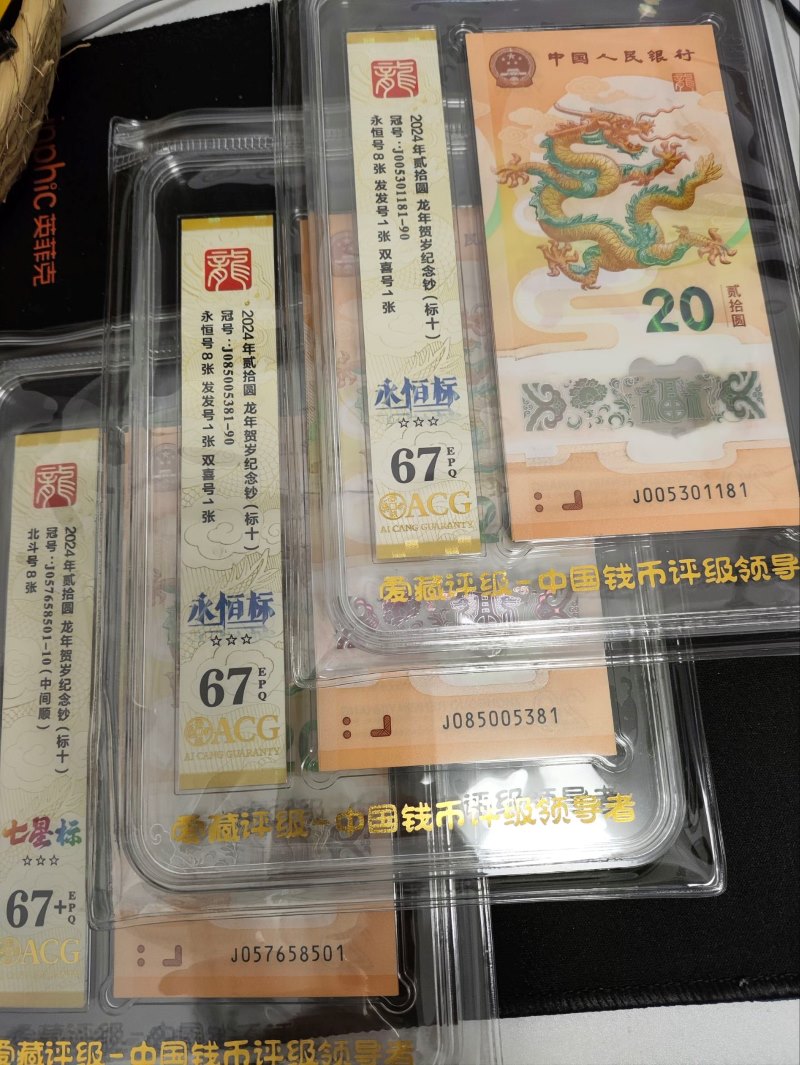 inphic 英菲克
龍
2024年贰拾圆 龙年贺岁纪念钞（标十）
冠号：J005301181-90
永恒号8张 发发号1张 双喜号1张
永恒标
☆☆☆
67 EPQ
ACG
AI CANG GUARANTY
中国人民银行
龍
20 贰拾圆
J005301181
爱藏评级-中国钱币评级领导
龍
2024年贰拾圆 龙年贺岁纪念钞（标十）
冠号：J085005381-90
永恒号8张 发发号1张 双喜号1张
永恒标
☆☆☆
67 EPQ
ACG
AI CANG GUARANTY
J085005381
爱藏评级-中国钱币评级领导者
龍
2024年贰拾圆 龙年贺岁纪念钞（标十）
冠号：J057658501-10（中间顺）
北斗号8张
七星标
☆☆☆
67+ EPQ
ACG
J057658501
爱藏评级-中国钱币评级领导者